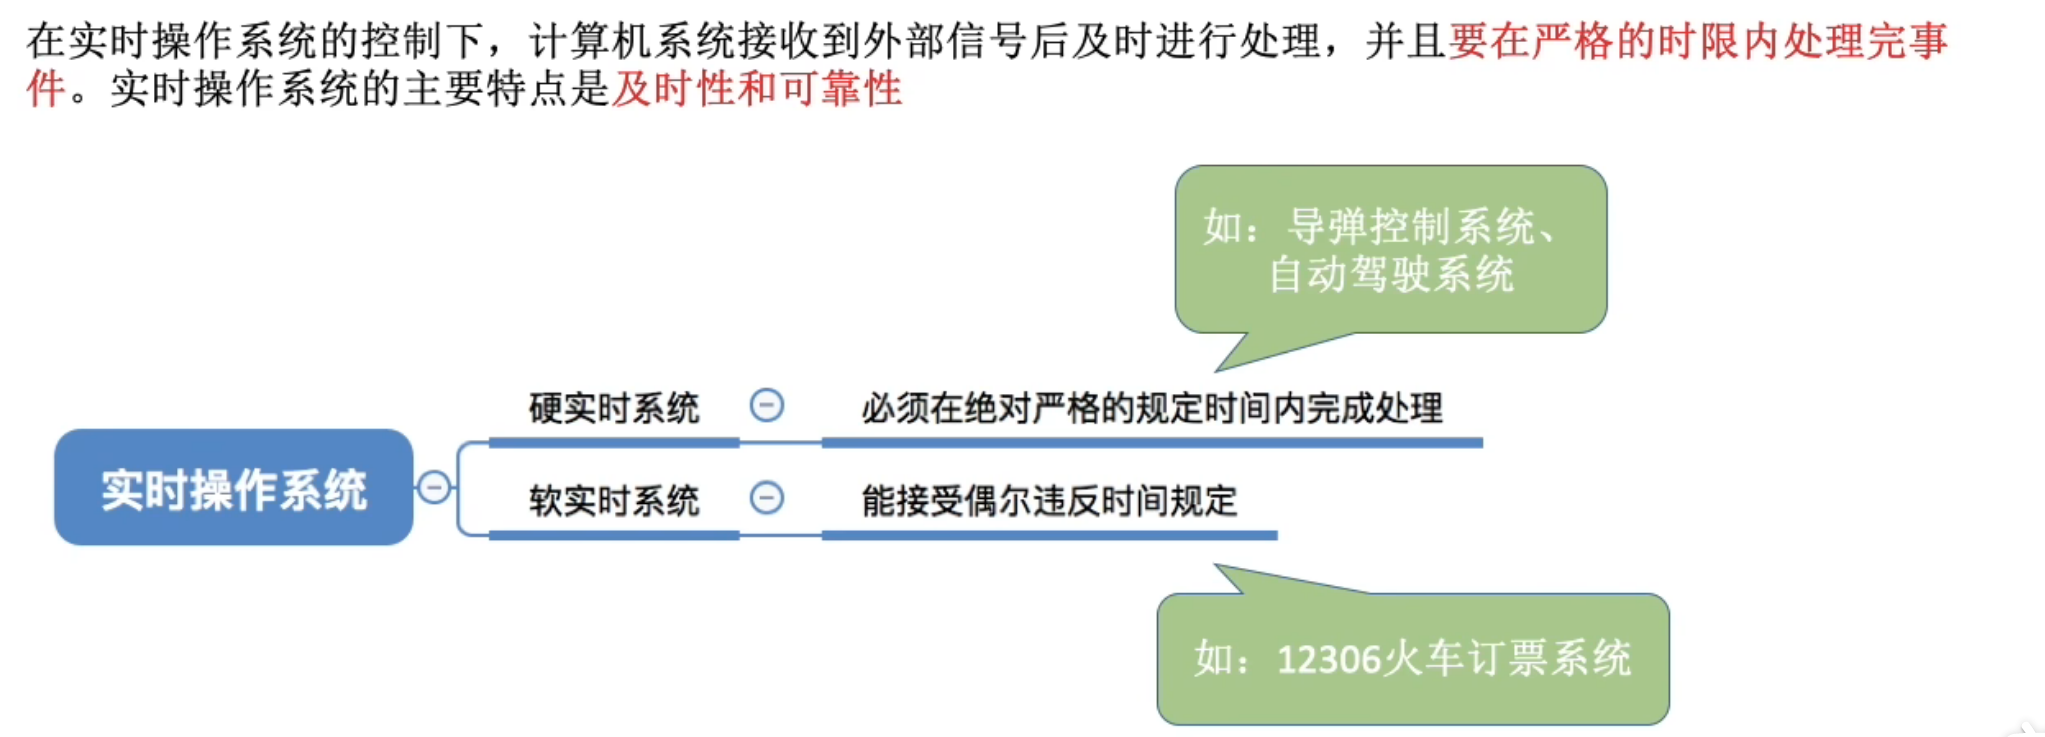 在实时操作系统的控制下，计算机系统接收到外部信号后及时进行处理，并且要在严格的时限内处理完事
件。实时操作系统的主要特点是及时性和可靠性
如：导弹控制系统、
自动驾驶系统
硬实时系统
必须在绝对严格的规定时间内完成处理
实时操作系统
软实时系统
能接受偶尔违反时间规定
如：12306火车订票系统